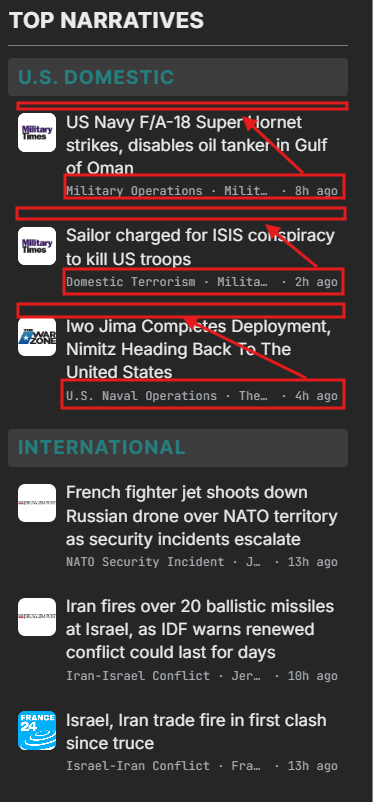 TOP NARRATIVES
U.S. DOMESTIC
Military
Times
US Navy F/A-18 Super Hornet
strikes, disables oil tanker in Gulf
of Oman
Military Operations · Milit… · 8h ago
Military
Times
Sailor charged for ISIS conspiracy
to kill US troops
Domestic Terrorism · Milita… · 2h ago
THE
WAR
ZONE
Iwo Jima Completes Deployment,
Nimitz Heading Back To The
United States
U.S. Naval Operations · The… · 4h ago
INTERNATIONAL
French fighter jet shoots down
Russian drone over NATO territory
as security incidents escalate
NATO Security Incident · J… · 13h ago
Iran fires over 20 ballistic missiles
at Israel, as IDF warns renewed
conflict could last for days
Iran-Israel Conflict · Jer… · 10h ago
FRANCE
24
Israel, Iran trade fire in first clash
since truce
Israel-Iran Conflict · Fra… · 13h ago